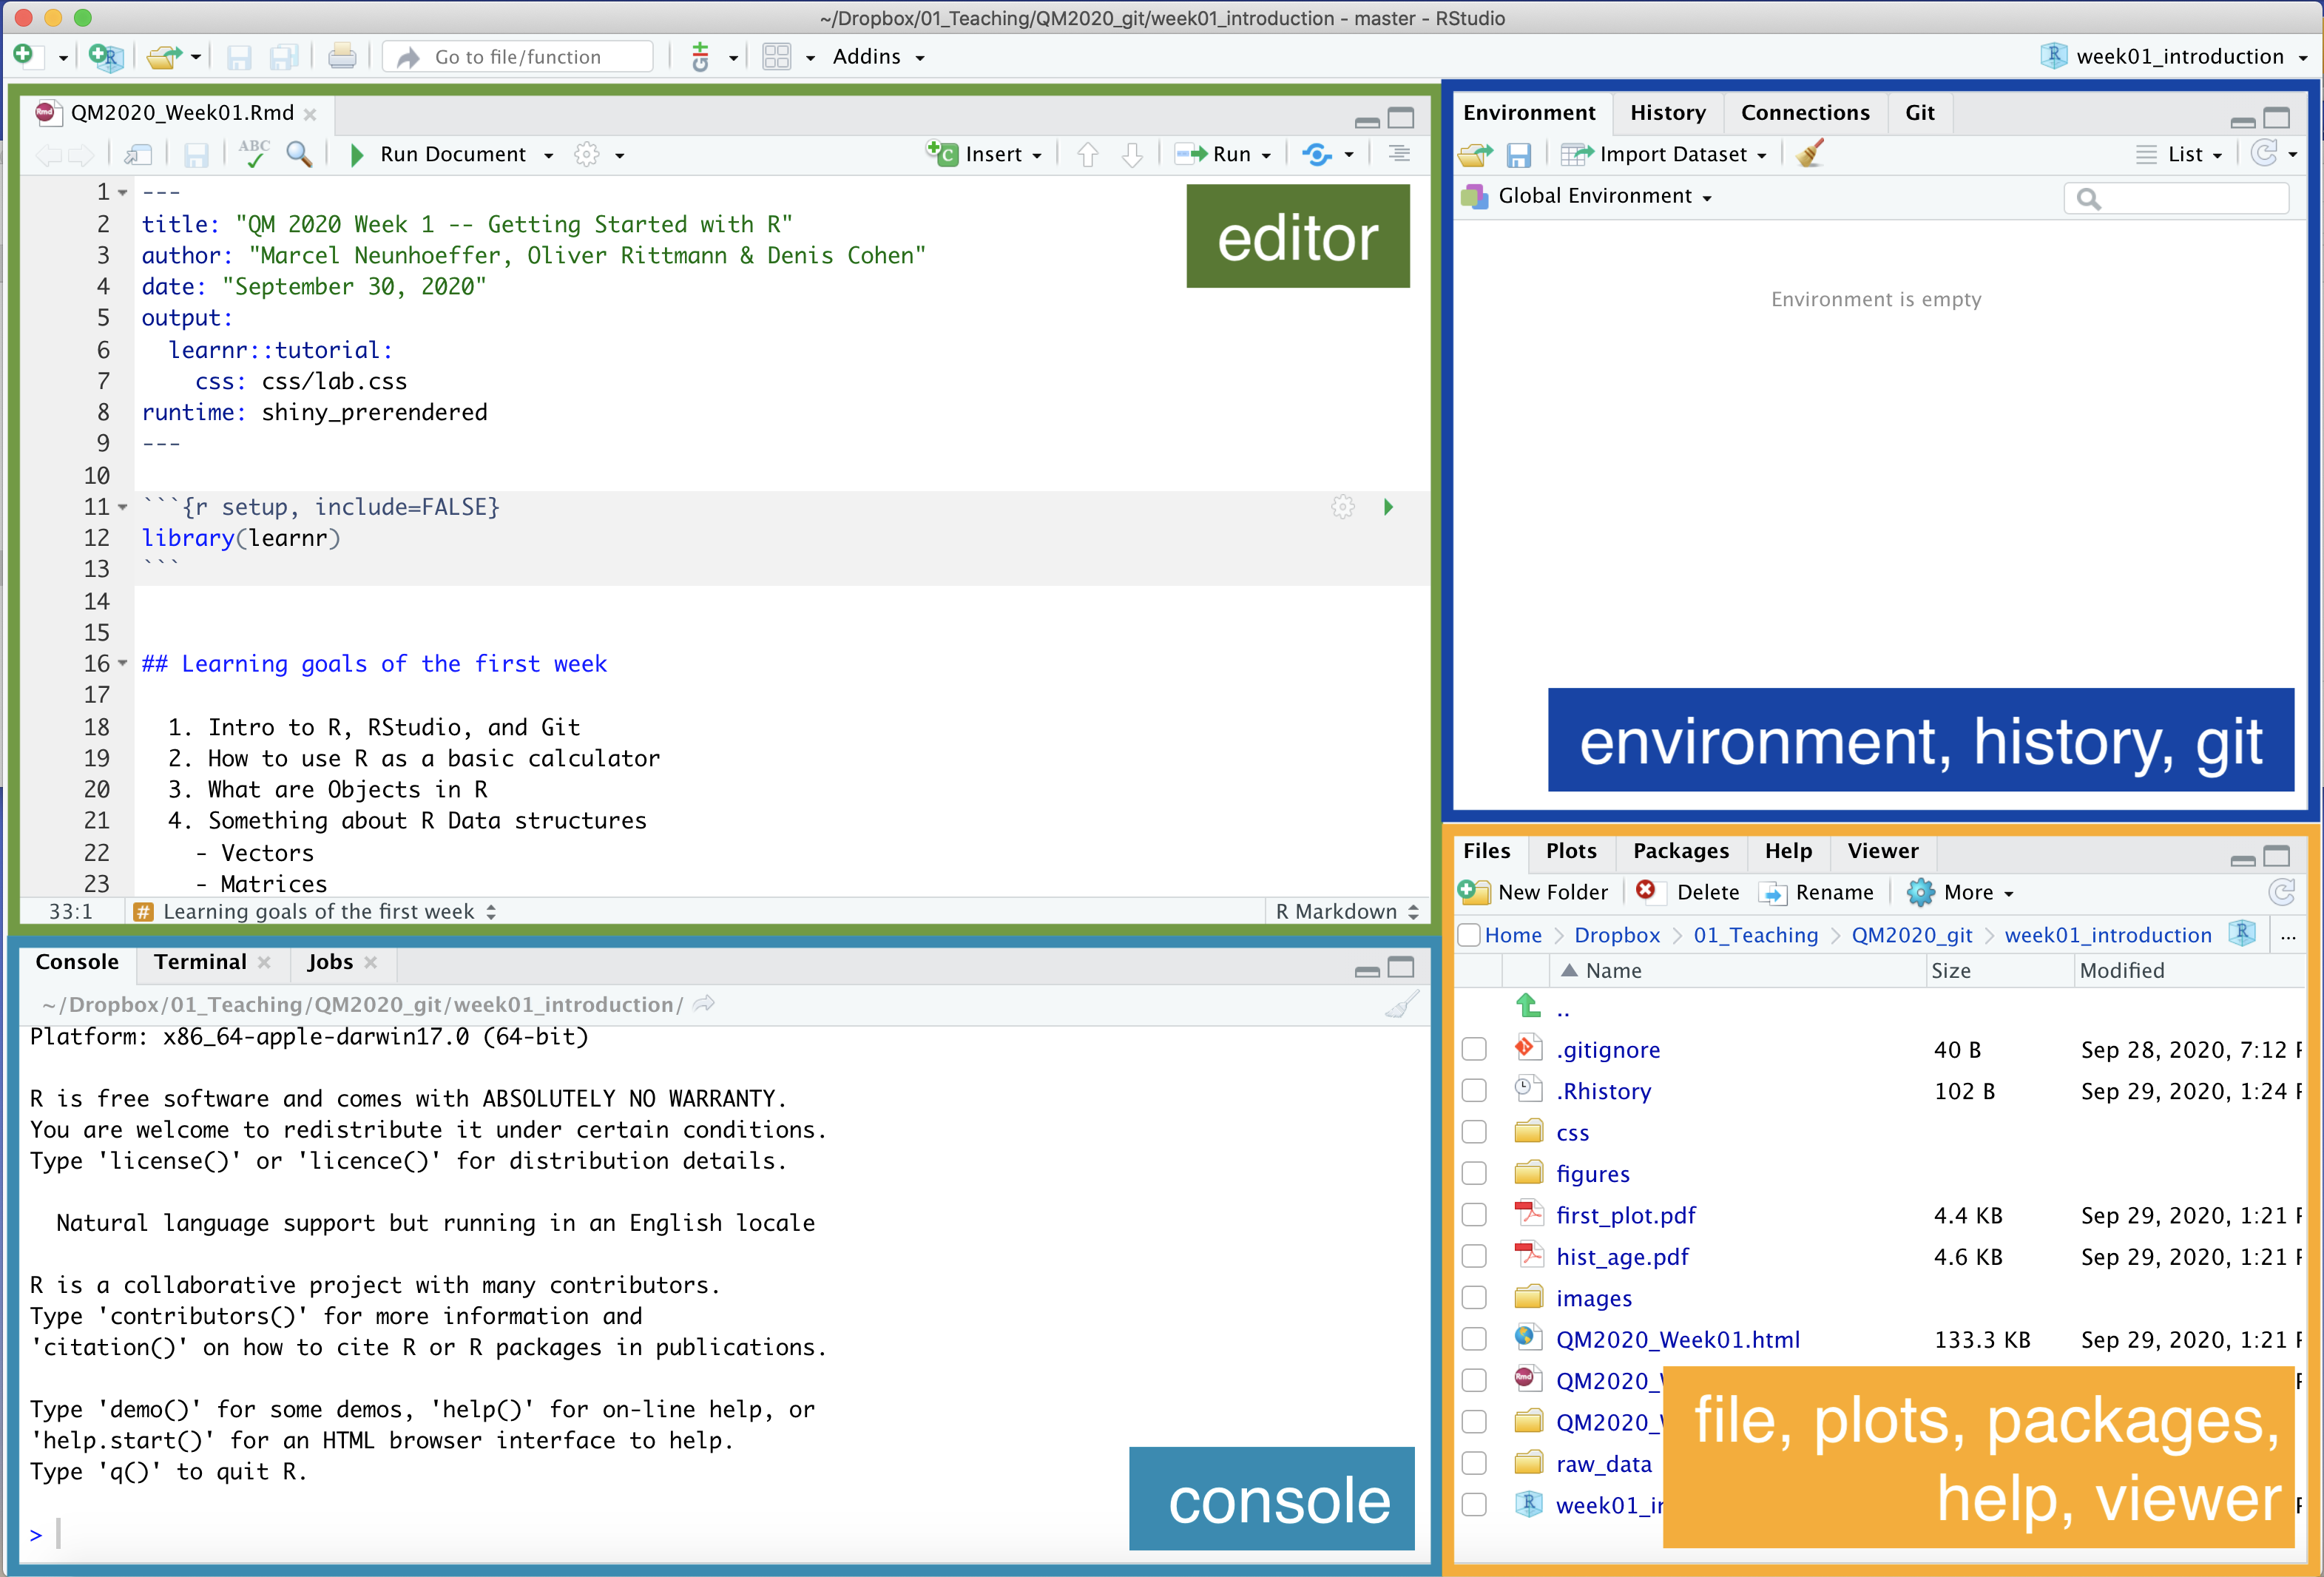 ~/Dropbox/01_Teaching/QM2020_git/week01_introduction - master - RStudio
Go to file/function
Addins
week01_introduction
QM2020_Week01.Rmd
ABC
Run Document
Insert
Run
1 ---
2 title: "QM 2020 Week 1 -- Getting Started with R"
3 author: "Marcel Neunhoeffer, Oliver Rittmann & Denis Cohen"
4 date: "September 30, 2020"
5 output:
6   learnr::tutorial:
7     css: css/lab.css
8 runtime: shiny_prerendered
9 ---
10
11 ```{r setup, include=FALSE}
12 library(learnr)
13 ```
14
15
16 ## Learning goals of the first week
17
18   1. Intro to R, RStudio, and Git
19   2. How to use R as a basic calculator
20   3. What are Objects in R
21   4. Something about R Data structures
22     - Vectors
23     - Matrices
33:1 # Learning goals of the first week R Markdown
editor
Console Terminal Jobs
~/Dropbox/01_Teaching/QM2020_git/week01_introduction/
Platform: x86_64-apple-darwin17.0 (64-bit)
R is free software and comes with ABSOLUTELY NO WARRANTY.
You are welcome to redistribute it under certain conditions.
Type 'license()' or 'licence()' for distribution details.
Natural language support but running in an English locale
R is a collaborative project with many contributors.
Type 'contributors()' for more information and
'citation()' on how to cite R or R packages in publications.
Type 'demo()' for some demos, 'help()' for on-line help, or
'help.start()' for an HTML browser interface to help.
Type 'q()' to quit R.
>
console
Environment History Connections Git
Import Dataset List
Global Environment
Environment is empty
environment, history, git
Files Plots Packages Help Viewer
New Folder Delete Rename More
Home Dropbox 01_Teaching QM2020_git week01_introduction ...
Name Size Modified
..
.gitignore 40 B Sep 28, 2020, 7:12
.Rhistory 102 B Sep 29, 2020, 1:24
css
figures
first_plot.pdf 4.4 KB Sep 29, 2020, 1:21
hist_age.pdf 4.6 KB Sep 29, 2020, 1:21
images
QM2020_Week01.html 133.3 KB Sep 29, 2020, 1:21
QM2020_
QM2020_
raw_data
week01_
file, plots, packages,
help, viewer